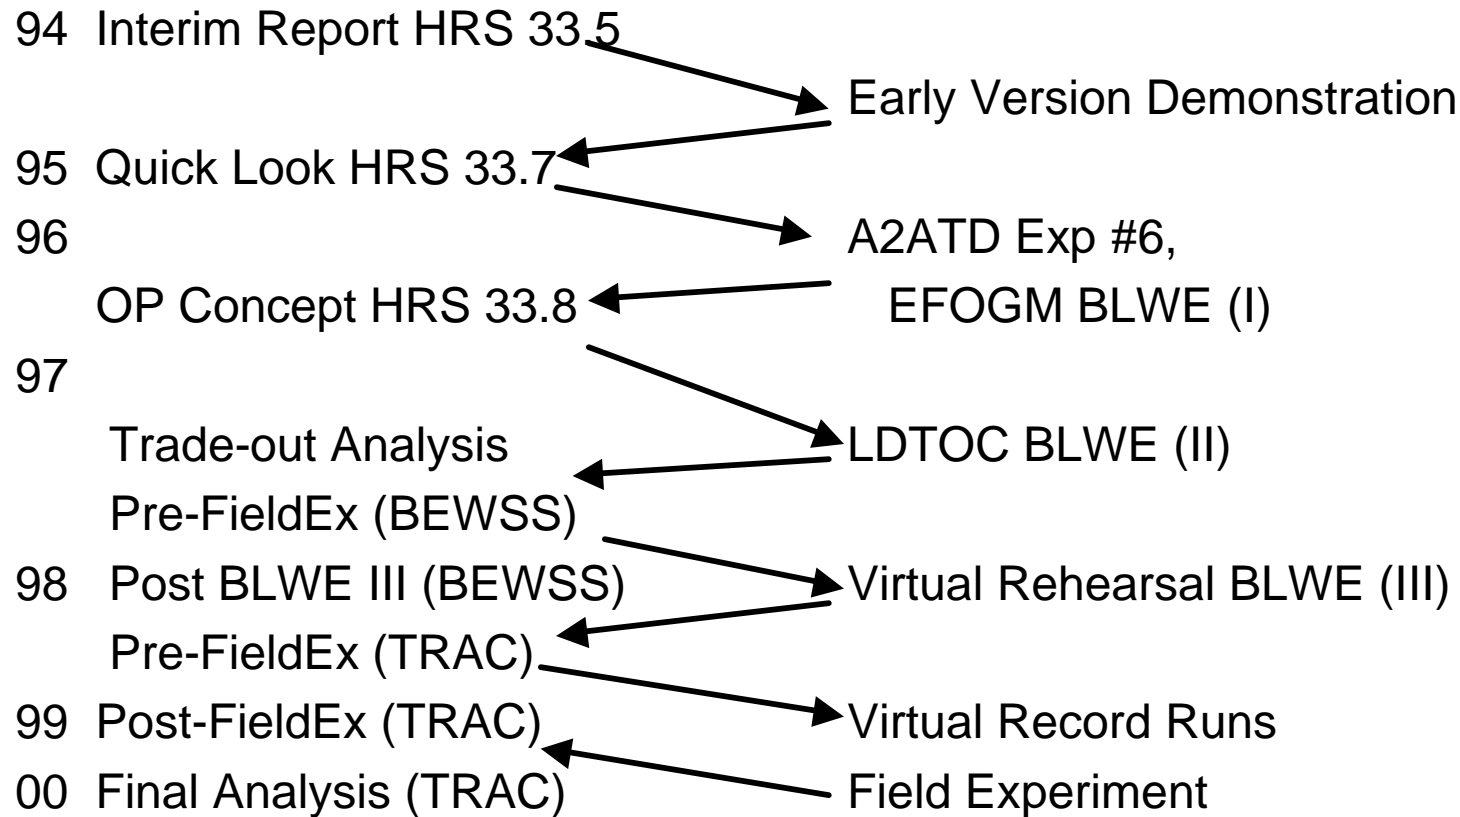 94 Interim Report HRS 33.5
Early Version Demonstration
95 Quick Look HRS 33.7
96 A2ATD Exp #6,
OP Concept HRS 33.8 EFOGM BLWE (I)
97
Trade-out Analysis LDTOC BLWE (II)
Pre-FieldEx (BEWSS)
98 Post BLWE III (BEWSS) Virtual Rehearsal BLWE (III)
Pre-FieldEx (TRAC)
99 Post-FieldEx (TRAC) Virtual Record Runs
00 Final Analysis (TRAC) Field Experiment